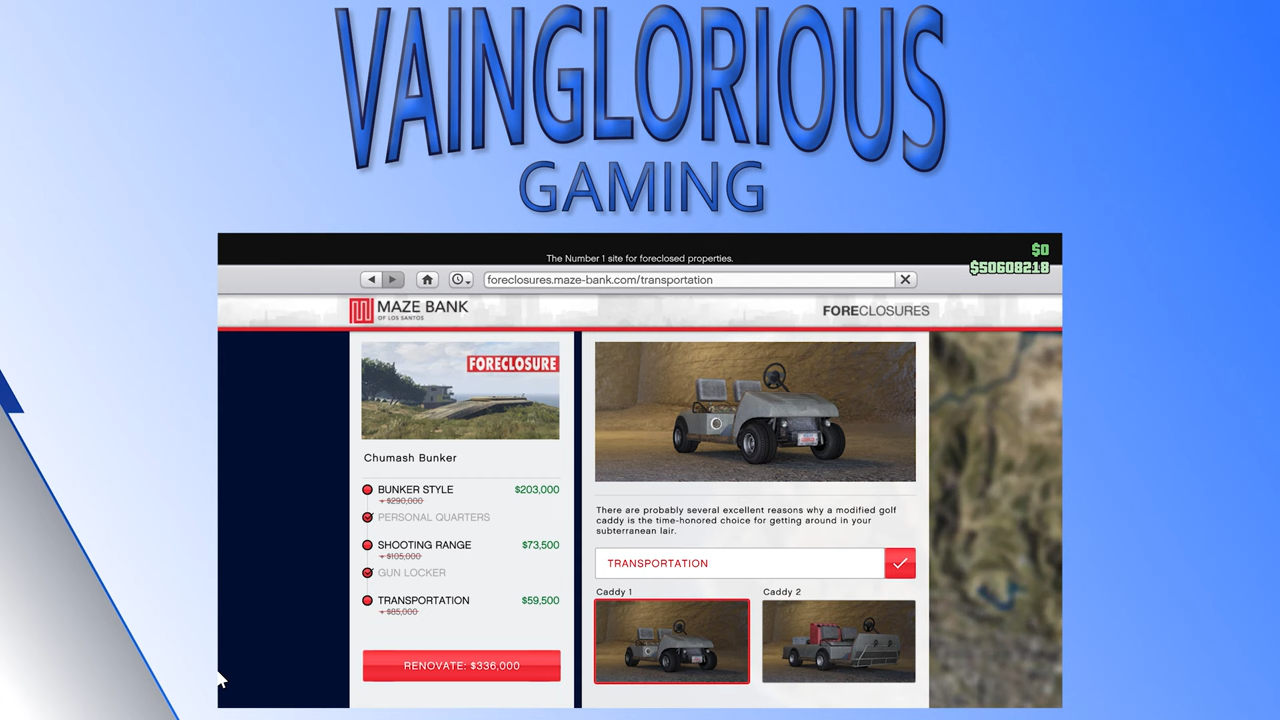 VAINGLORIOUS
GAMING
The Number 1 site for foreclosed properties.
$0
$50608218
foreclosures.maze-bank.com/transportation
MAZE BANK
OF LOS SANTOS
FORECLOSURES
FORECLOSURE
Chumash Bunker
BUNKER STYLE $203,000
+ $290,000
PERSONAL QUARTERS
SHOOTING RANGE $73,500
+ $105,000
GUN LOCKER
TRANSPORTATION $59,500
+ $85,000
RENOVATE: $336,000
There are probably several excellent reasons why a modified golf
caddy is the time-honored choice for getting around in your
subterranean lair.
TRANSPORTATION
Caddy 1
Caddy 2